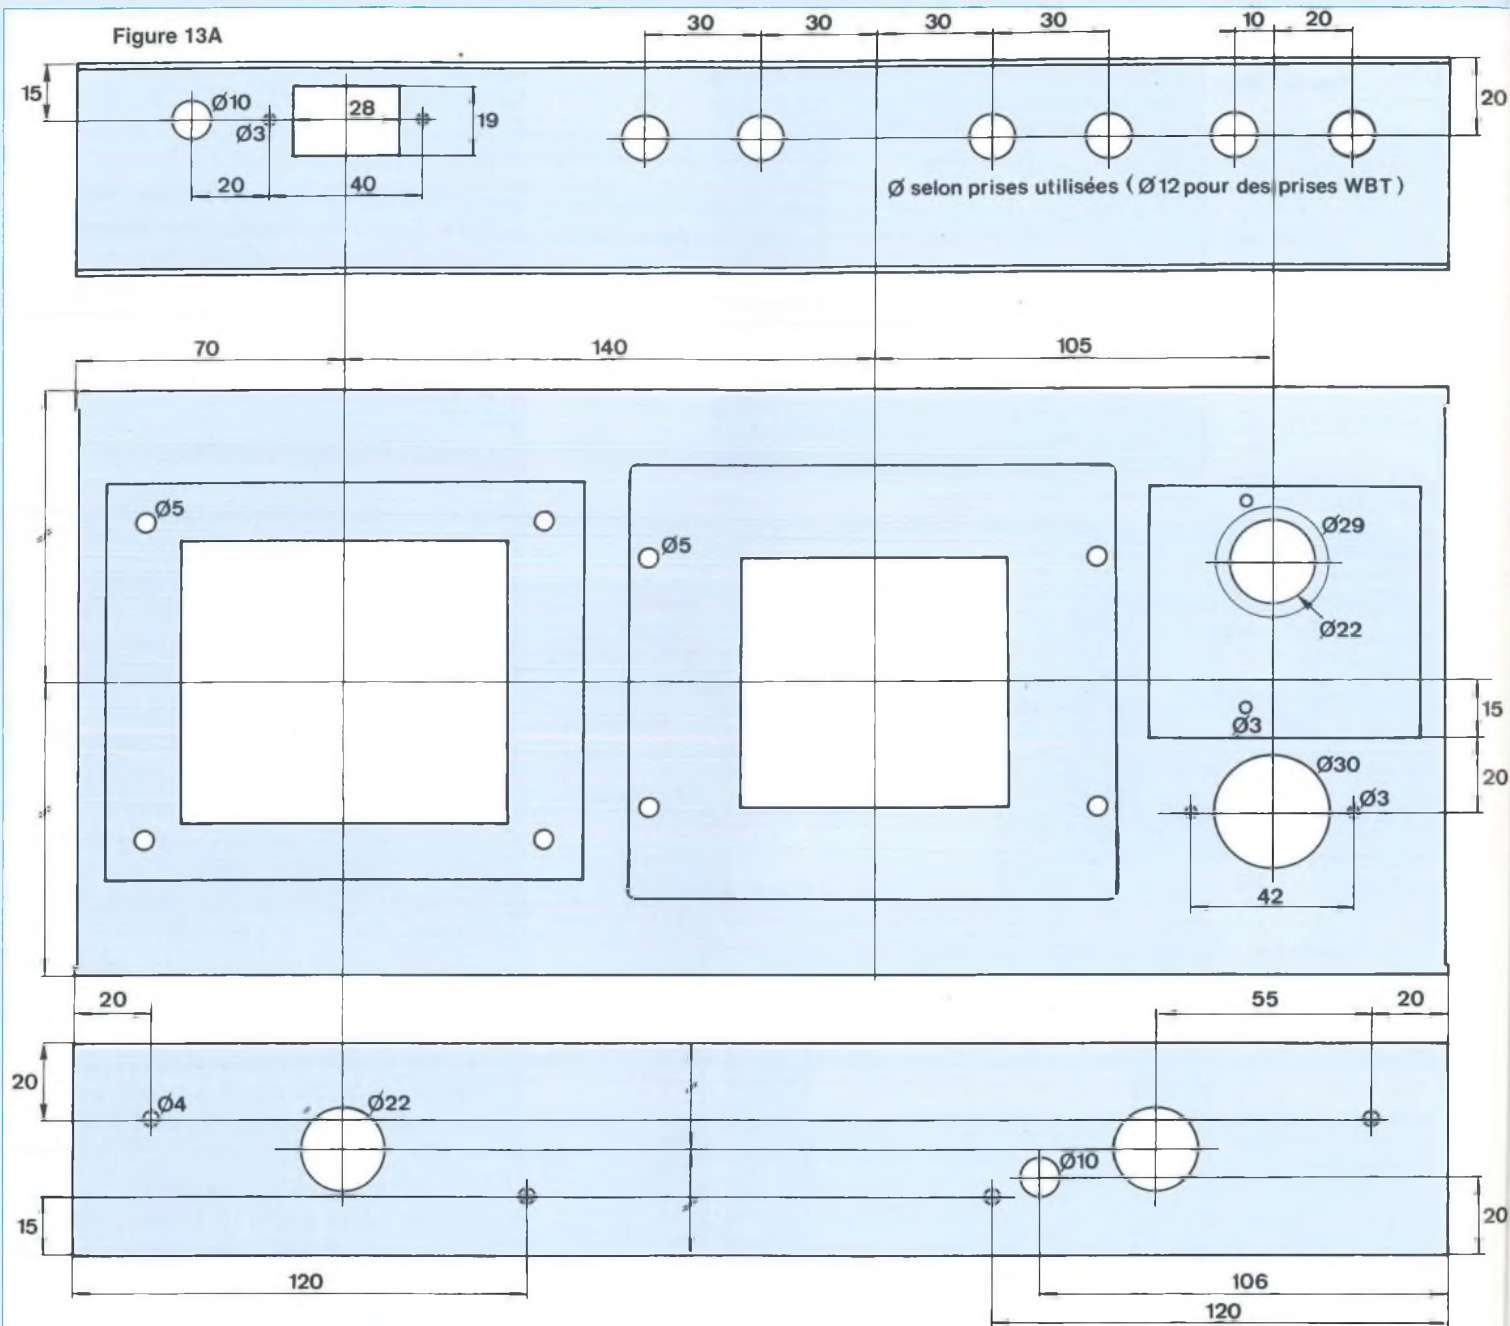 Figure 13A
30 30 30 30 10 20
15
20
Ø10
Ø3
28
19
20 40
Ø selon prises utilisées (Ø12 pour des prises WBT)
70 140 105
Ø5
Ø5
Ø29
Ø22
15
Ø3
20
Ø30
Ø3
42
20
55 20
20
Ø4
Ø22
Ø10
15
20
120
106
120